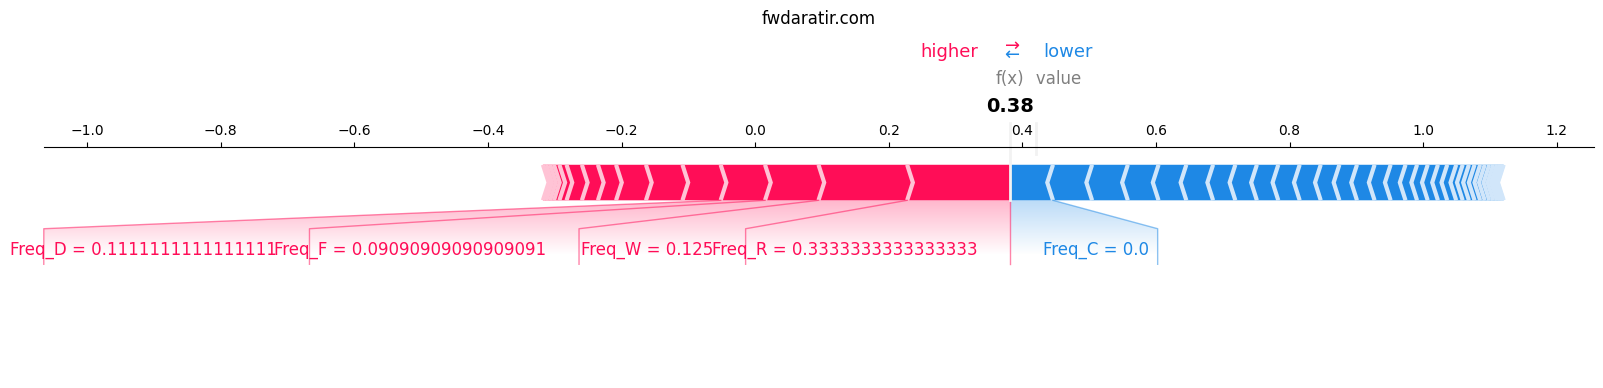 fwdaratir.com
higher → ← lower
f(x) value
0.38
−1.0 −0.8 −0.6 −0.4 −0.2 0.0 0.2 0.4 0.6 0.8 1.0 1.2
Freq_D = 0.1111111111111111 Freq_F = 0.09090909090909091 Freq_W = 0.125 Freq_R = 0.3333333333333333 Freq_C = 0.0